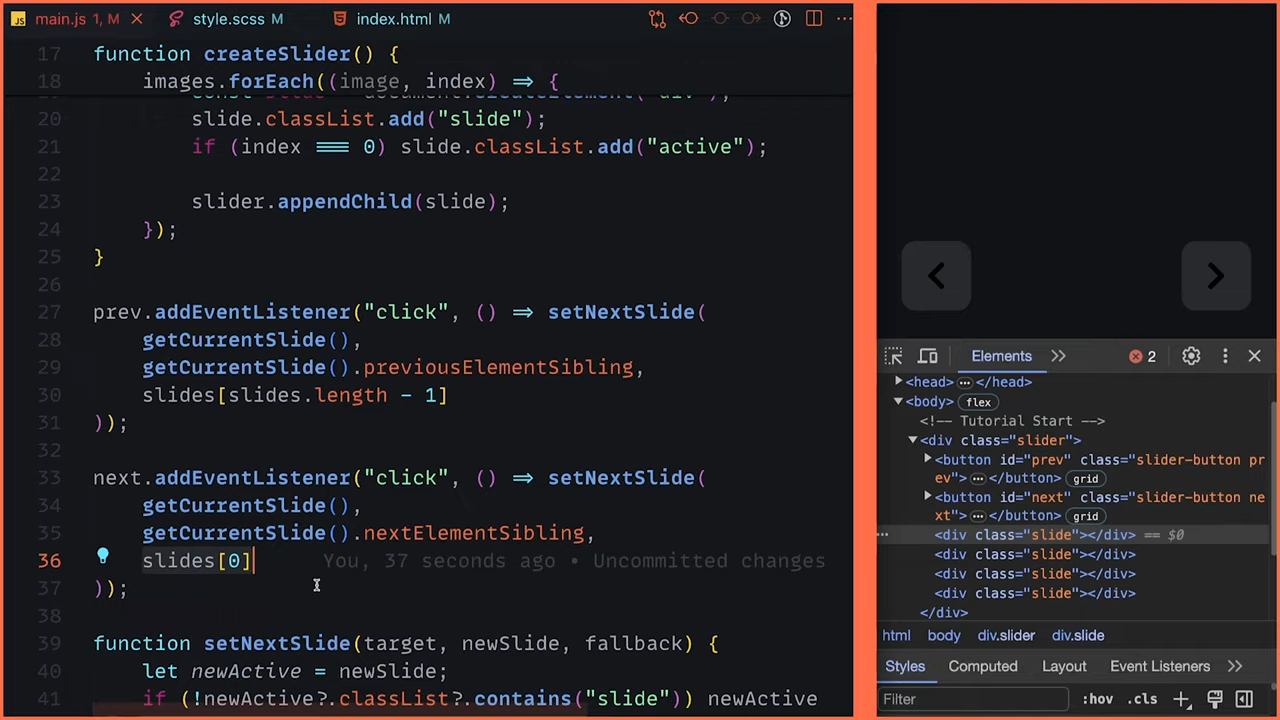 main.js 1, M
style.scss M
index.html M
17 function createSlider() {
18 images.forEach((image, index) => {
20 slide.classList.add("slide");
21 if (index === 0) slide.classList.add("active");
22
23 slider.appendChild(slide);
24 });
25 }
26
27 prev.addEventListener("click", () => setNextSlide(
28 getCurrentSlide(),
29 getCurrentSlide().previousElementSibling,
30 slides[slides.length - 1]
31 ));
32
33 next.addEventListener("click", () => setNextSlide(
34 getCurrentSlide(),
35 getCurrentSlide().nextElementSibling,
36 slides[0] You, 37 seconds ago • Uncommitted changes
37 ));
38
39 function setNextSlide(target, newSlide, fallback) {
40 let newActive = newSlide;
41 if (!newActive?.classList?.contains("slide")) newActive
Elements 2
<head> </head>
<body> flex
<!-- Tutorial Start -->
<div class="slider">
<button id="prev" class="slider-button pr
ev"> </button> grid
<button id="next" class="slider-button ne
xt"> </button> grid
<div class="slide"></div> == $0
<div class="slide"></div>
<div class="slide"></div>
<div class="slide"></div>
</div>
html body div.slider div.slide
Styles Computed Layout Event Listeners
Filter :hov .cls